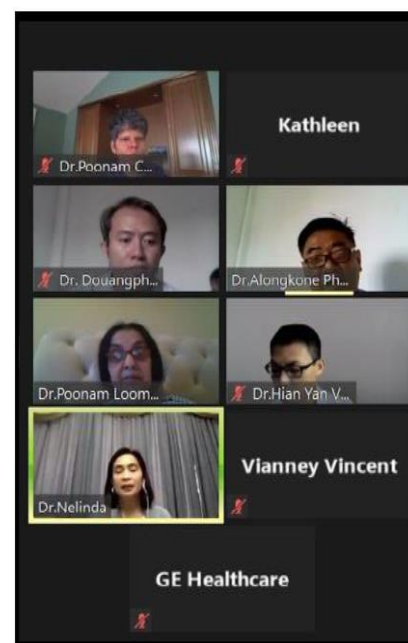 Dr.Poonam C...
Kathleen
Dr. Douangph...
Dr.Alongkone Ph...
Dr.Poonam Loom...
Dr.Hian Yan V...
Dr.Nelinda
Vianney Vincent
GE Healthcare